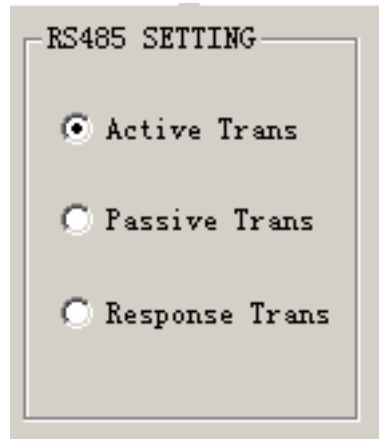 RS485 SETTING
Active Trans
Passive Trans
Response Trans